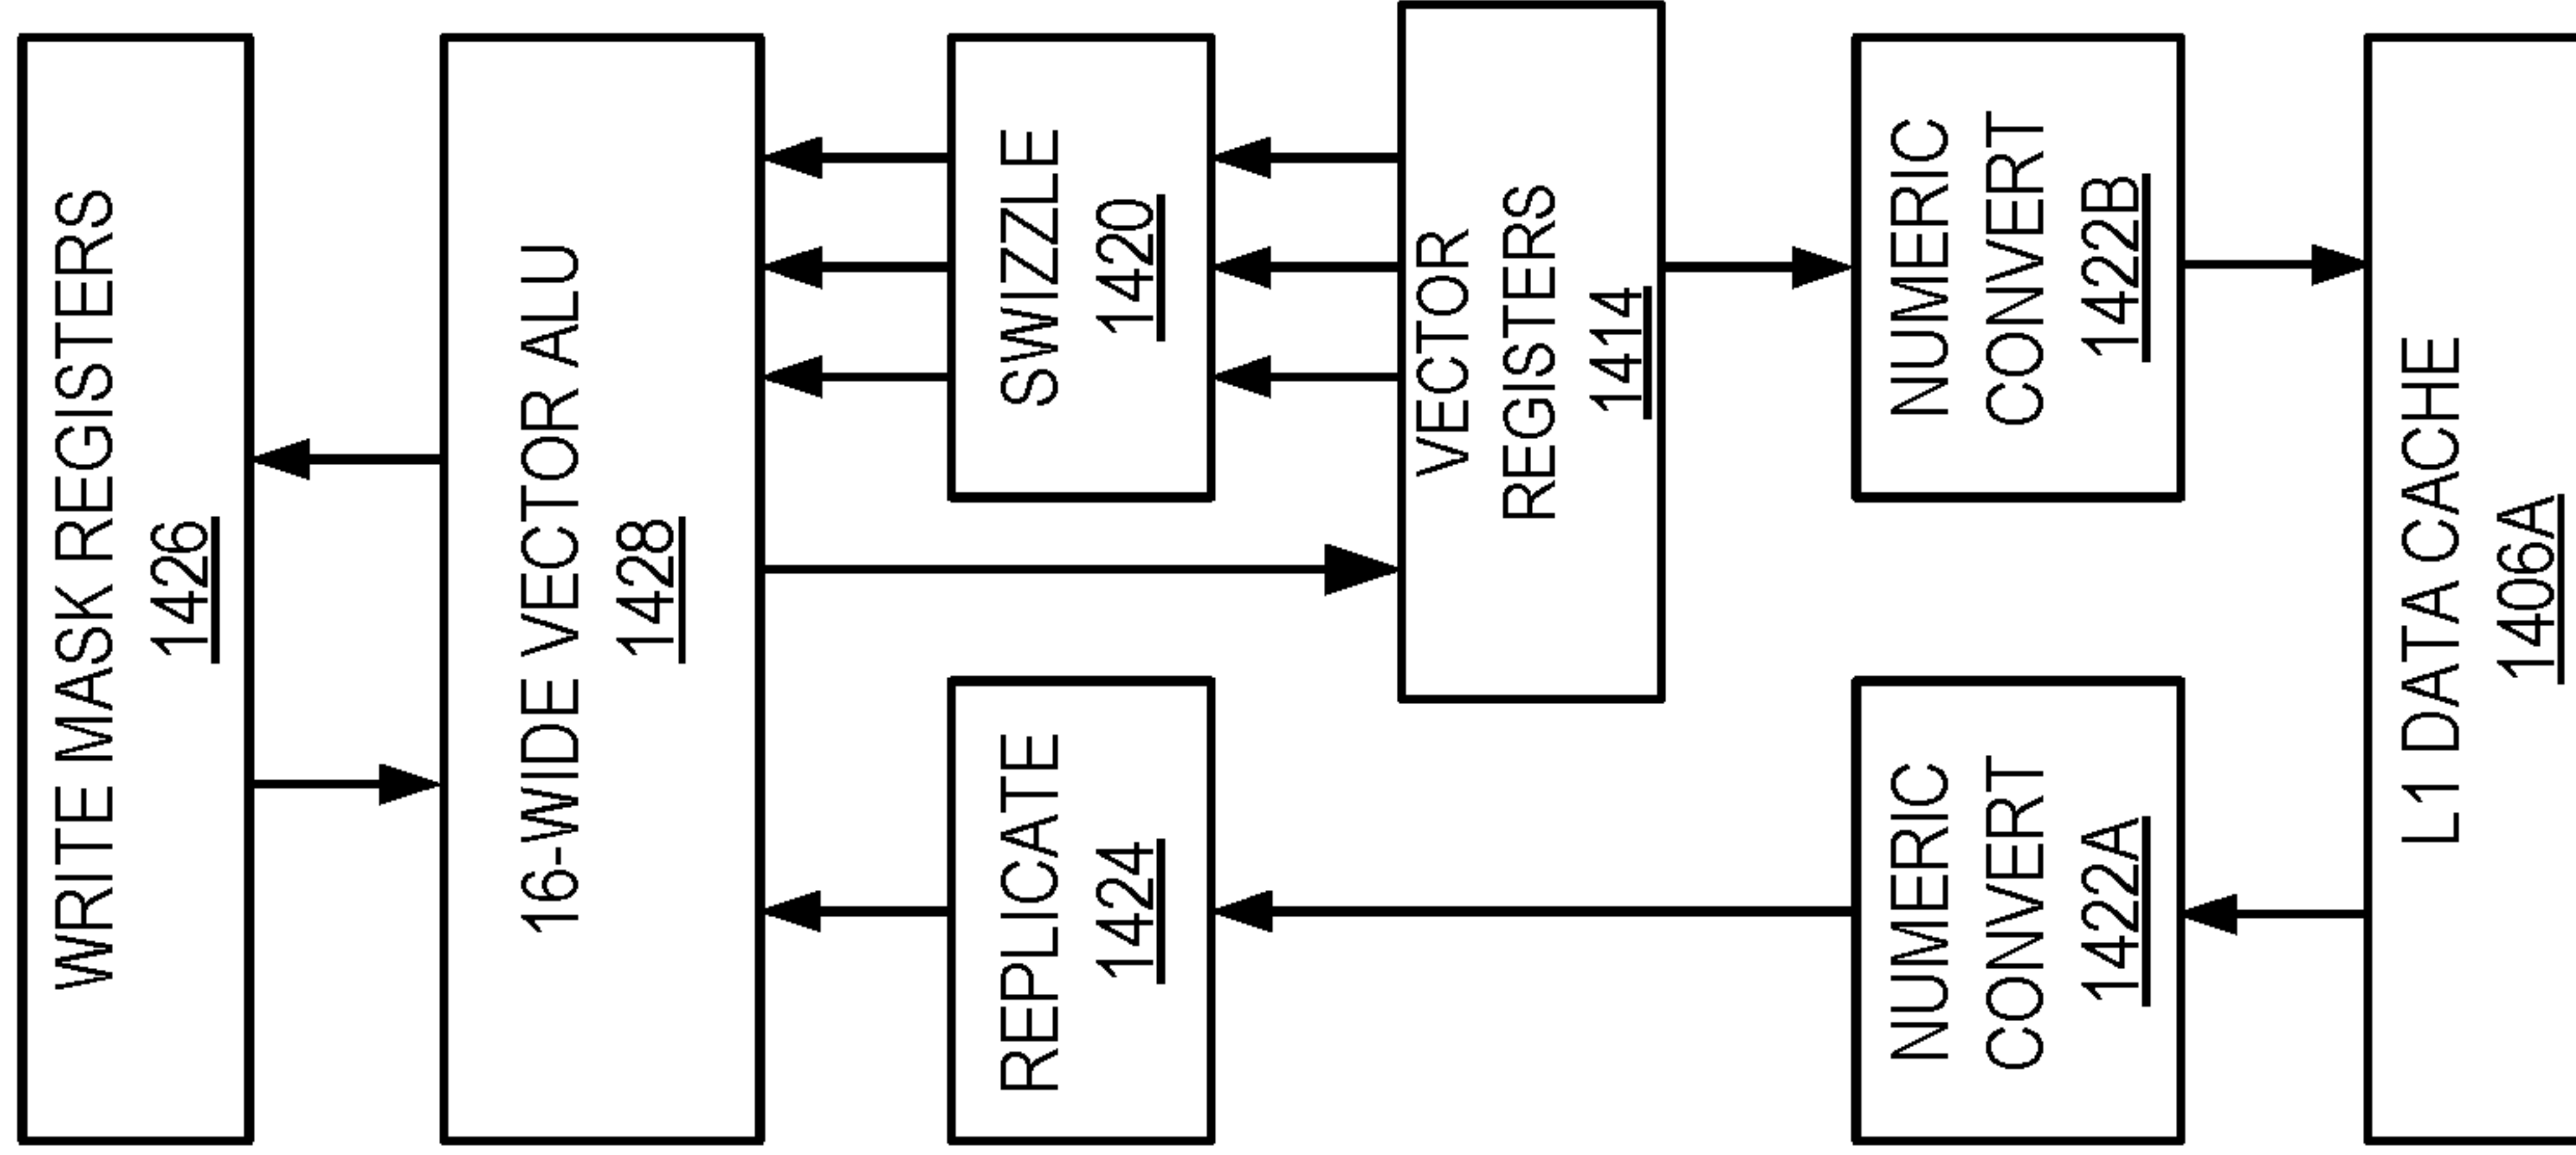 WRITE MASK REGISTERS
1426
16-WIDE VECTOR ALU
1428
REPLICATE
1424
SWIZZLE
1420
VECTOR
REGISTERS
1414
NUMERIC
CONVERT
1422A
NUMERIC
CONVERT
1422B
L1 DATA CACHE
1406A